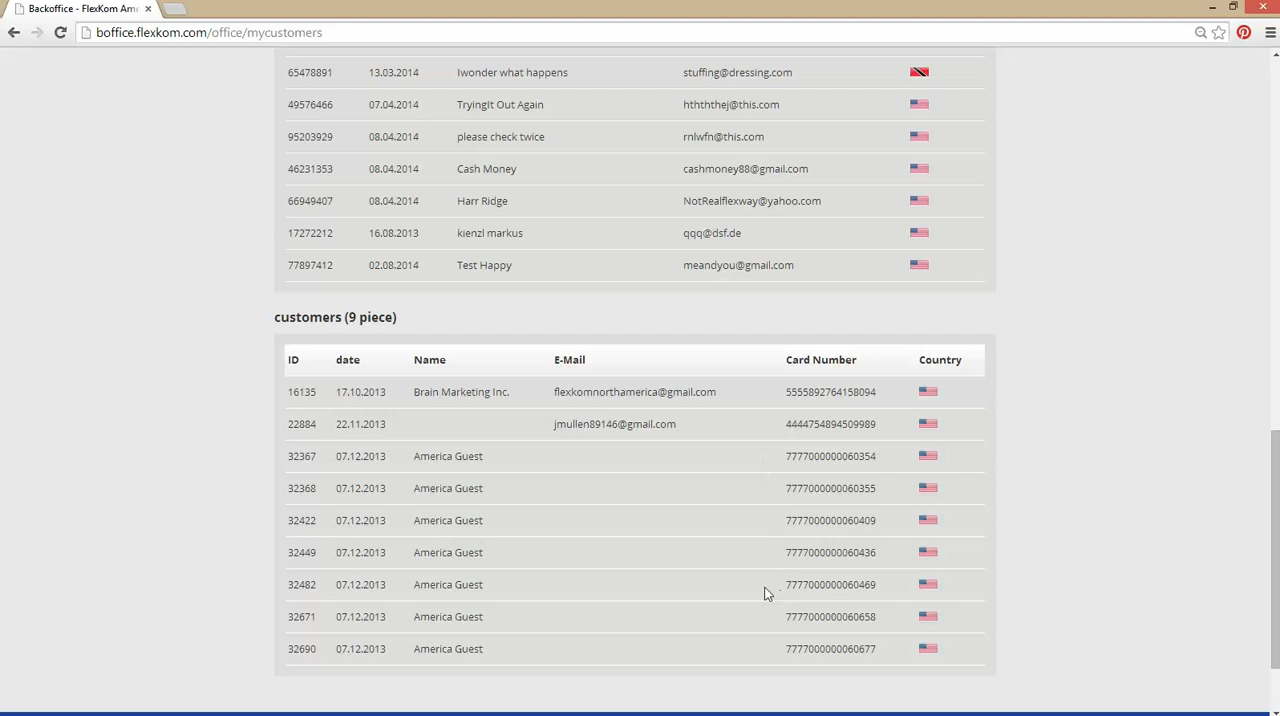 Backoffice - FlexKom Ame
boffice.flexkom.com/office/mycustomers
65478891 13.03.2014 Iwonder what happens stuffing@dressing.com
49576466 07.04.2014 TryingIt Out Again hthththej@this.com
95203929 08.04.2014 please check twice rnlwfn@this.com
46231353 08.04.2014 Cash Money cashmoney88@gmail.com
66949407 08.04.2014 Harr Ridge NotRealflexway@yahoo.com
17272212 16.08.2013 kienzl markus qqq@dsf.de
77897412 02.08.2014 Test Happy meandyou@gmail.com
customers (9 piece)
ID date Name E-Mail Card Number Country
16135 17.10.2013 Brain Marketing Inc. flexkomnorthamerica@gmail.com 5555892764158094
22884 22.11.2013 jmullen89146@gmail.com 4444754894509989
32367 07.12.2013 America Guest 7777000000060354
32368 07.12.2013 America Guest 7777000000060355
32422 07.12.2013 America Guest 7777000000060409
32449 07.12.2013 America Guest 7777000000060436
32482 07.12.2013 America Guest 7777000000060469
32671 07.12.2013 America Guest 7777000000060658
32690 07.12.2013 America Guest 7777000000060677